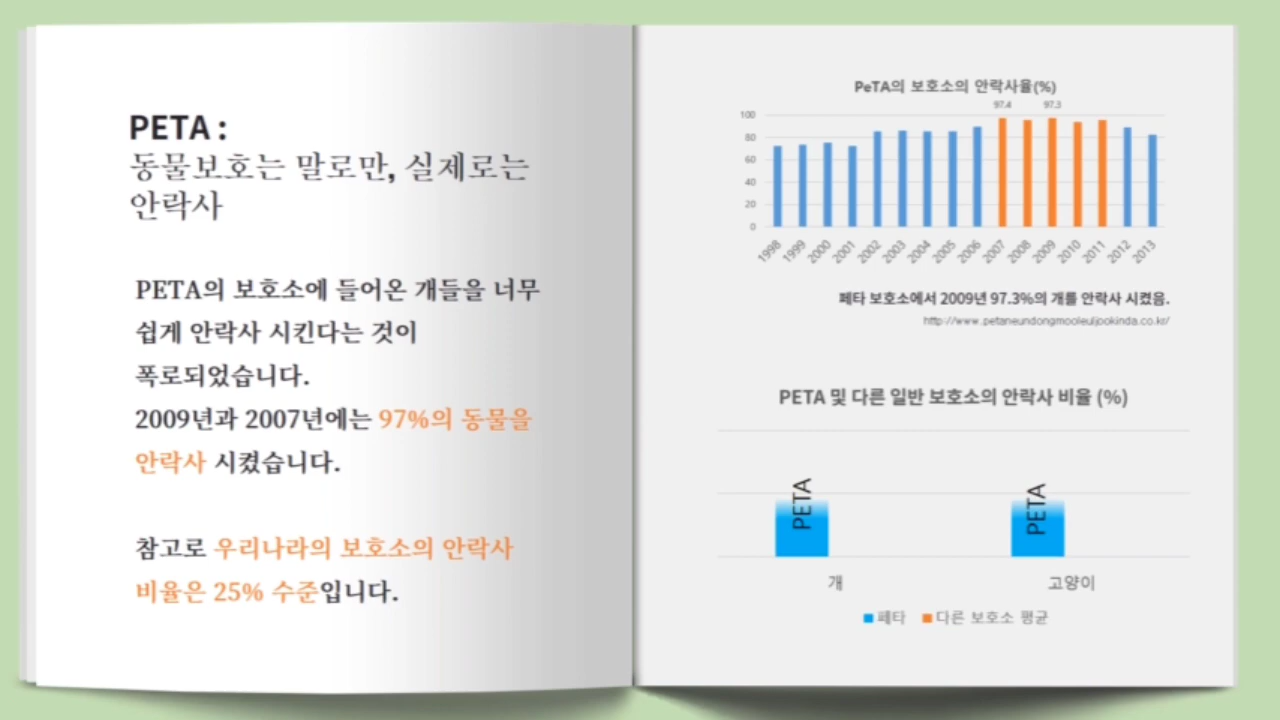 PETA :
동물보호는 말로만, 실제로는
안락사
PETA의 보호소에 들어온 개들을 너무
쉽게 안락사 시킨다는 것이
폭로되었습니다.
2009년과 2007년에는 97%의 동물을
안락사 시켰습니다.
참고로 우리나라의 보호소의 안락사
비율은 25% 수준입니다.
PeTA의 보호소의 안락사율(%)
97.4 97.3
100
80
60
40
20
0
1998 1999 2000 2001 2002 2003 2004 2005 2006 2007 2008 2009 2010 2011 2012 2013
페타 보호소에서 2009년 97.3%의 개를 안락사 시켰음.
http://www.petaneundongmooleuljookinda.co.kr/
PETA 및 다른 일반 보호소의 안락사 비율 (%)
PETA PETA
개 고양이
페타 다른 보호소 평균